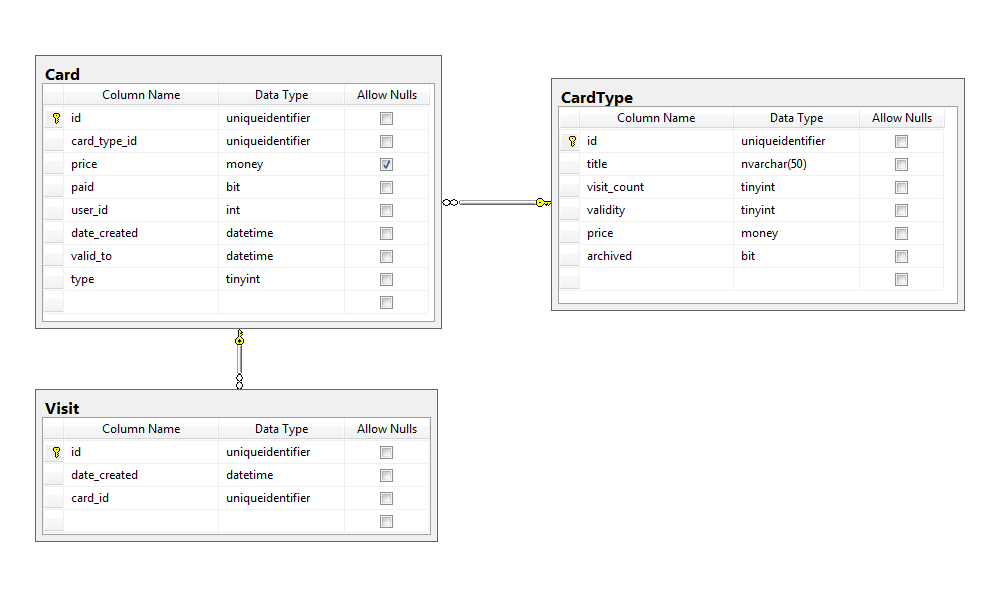 Card
Column Name Data Type Allow Nulls
id uniqueidentifier
card_type_id uniqueidentifier
price money
paid bit
user_id int
date_created datetime
valid_to datetime
type tinyint
CardType
Column Name Data Type Allow Nulls
id uniqueidentifier
title nvarchar(50)
visit_count tinyint
validity tinyint
price money
archived bit
Visit
Column Name Data Type Allow Nulls
id uniqueidentifier
date_created datetime
card_id uniqueidentifier